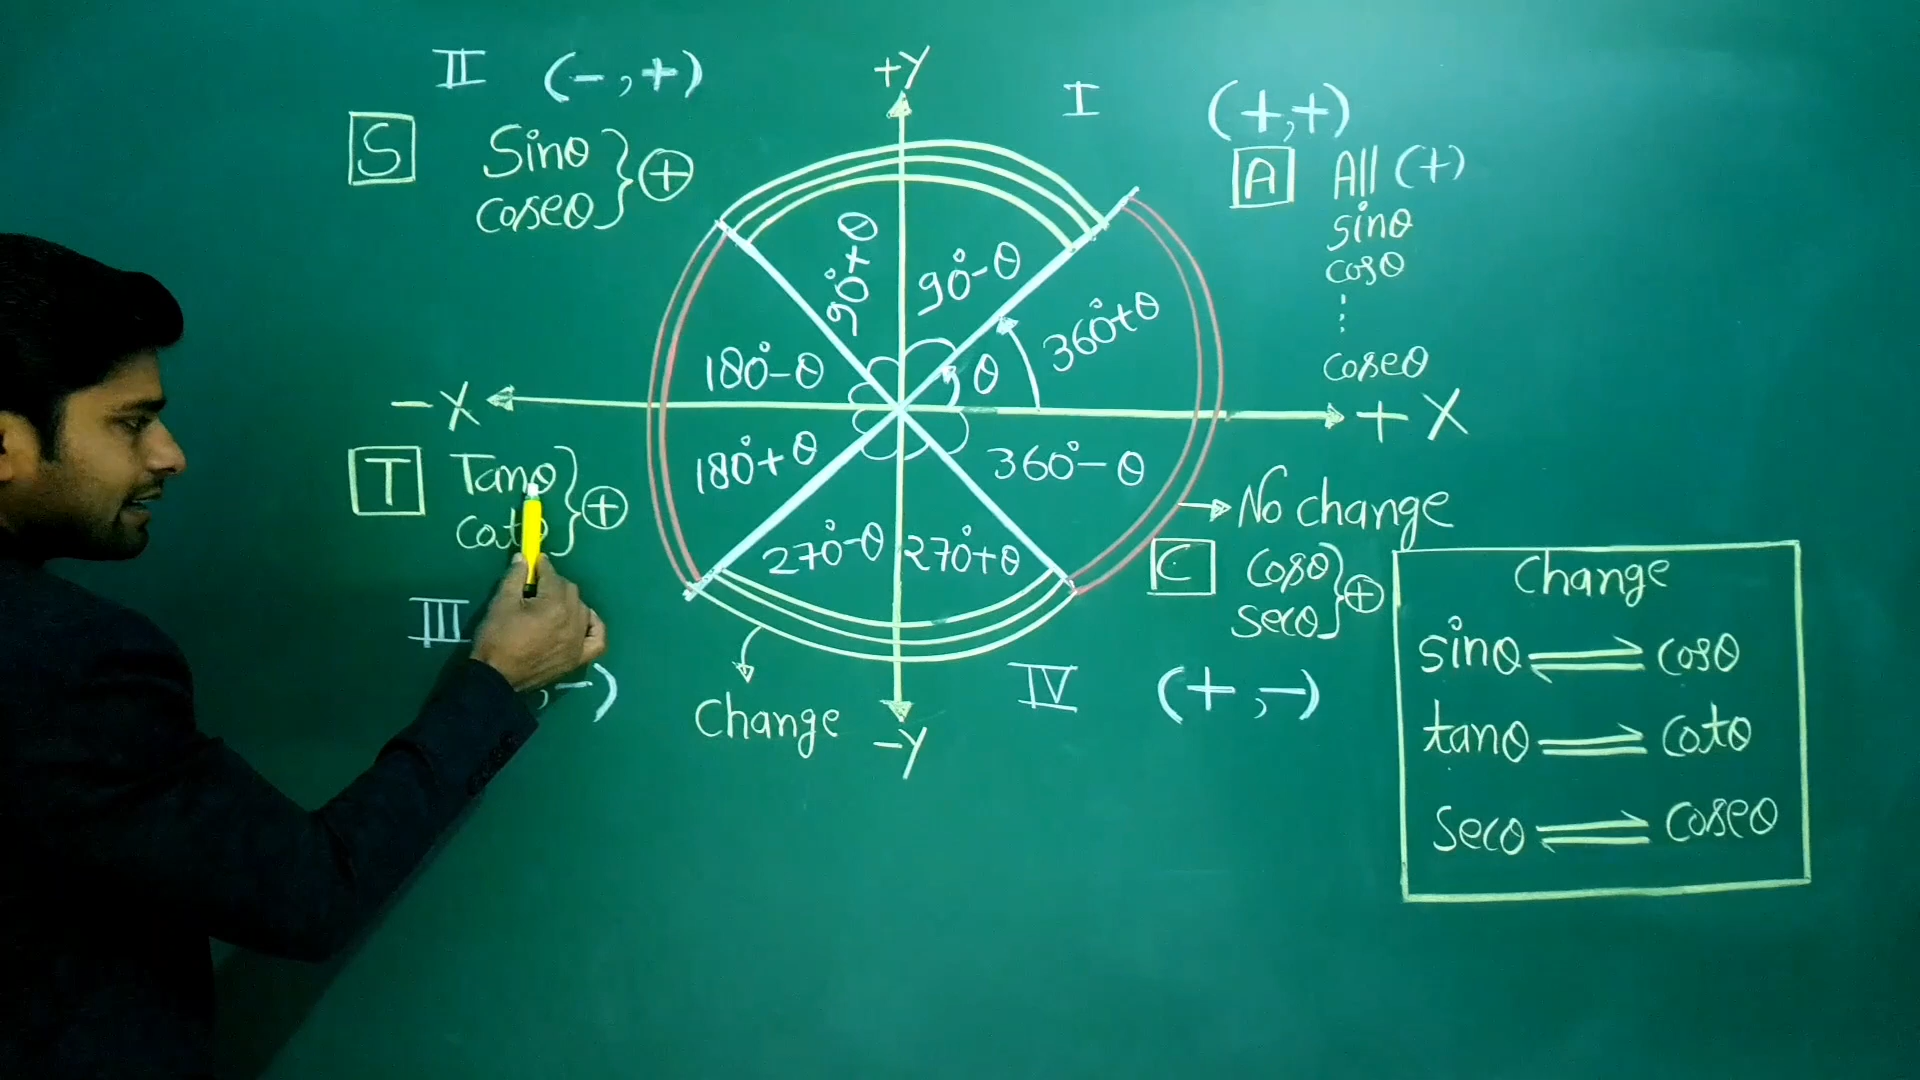 II (-,+)
S Sinθ
cosecθ } ⊕
+Y
I (+,+)
A All (+)
sinθ
cosθ
⋮
cosecθ
90°+θ
90°-θ
180°-θ
θ
360°+θ
-X
+X
180°+θ
360°-θ
270°-θ
270°+θ
T Tanθ
cotθ } ⊕
III
,-)
Change
-Y
→ No change
C cosθ
secθ } ⊕
IV (+,-)
Change
sinθ ⇌ cosθ
tanθ ⇌ cotθ
secθ ⇌ cosecθ